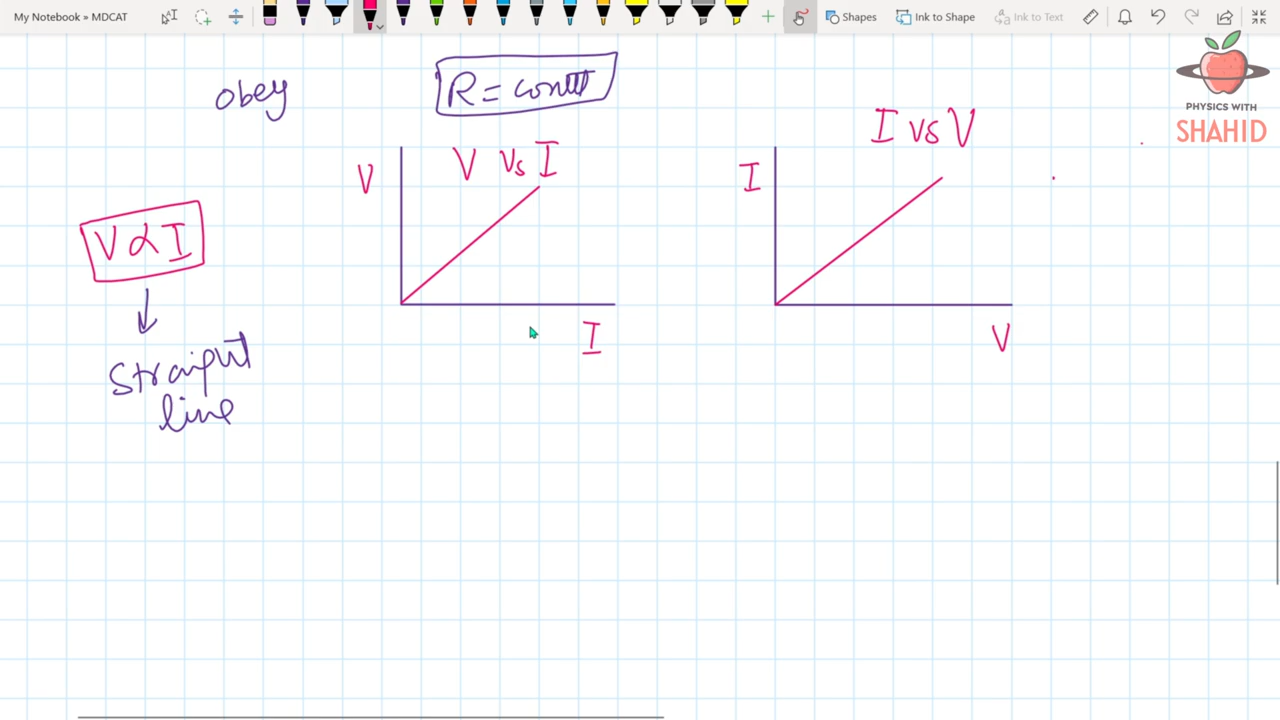 My Notebook » MDCAT
Shapes
Ink to Shape
Ink to Text
PHYSICS WITH
SHAHID
obey
R = const
V vs I
I vs V
V
I
V ∝ I
I
V
Straight
line